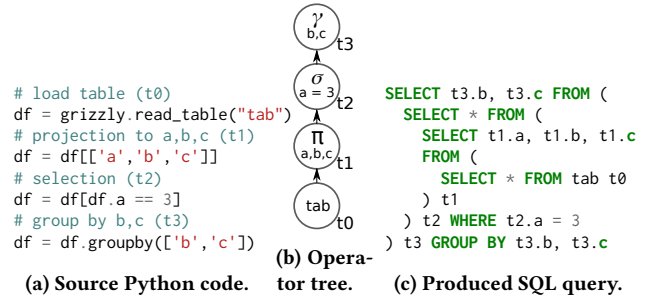 # load table (t0)
df = grizzly.read_table("tab")
# projection to a,b,c (t1)
df = df[['a','b','c']]
# selection (t2)
df = df[df.a == 3]
# group by b,c (t3)
df = df.groupby(['b','c'])
(a) Source Python code.
γ
b,c
t3
σ
a = 3
t2
Π
a,b,c
t1
tab
t0
(b) Opera-
tor tree.
SELECT t3.b, t3.c FROM (
SELECT * FROM (
SELECT t1.a, t1.b, t1.c
FROM (
SELECT * FROM tab t0
) t1
) t2 WHERE t2.a = 3
) t3 GROUP BY t3.b, t3.c
(c) Produced SQL query.